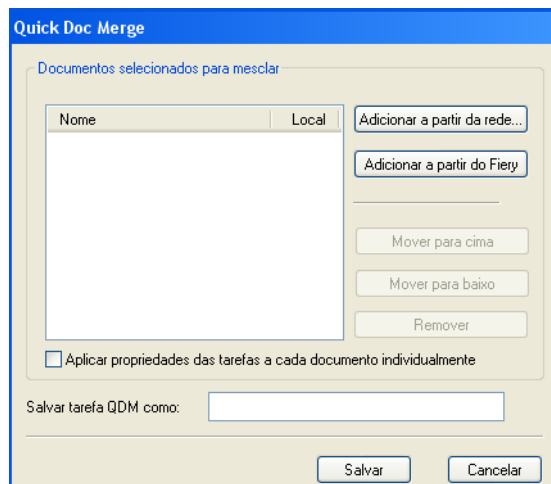 Quick Doc Merge
Documentos selecionados para mesclar
Nome Local
Adicionar a partir da rede...
Adicionar a partir do Fiery
Mover para cima
Mover para baixo
Remover
Aplicar propriedades das tarefas a cada documento individualmente
Salvar tarefa QDM como:
Salvar Cancelar